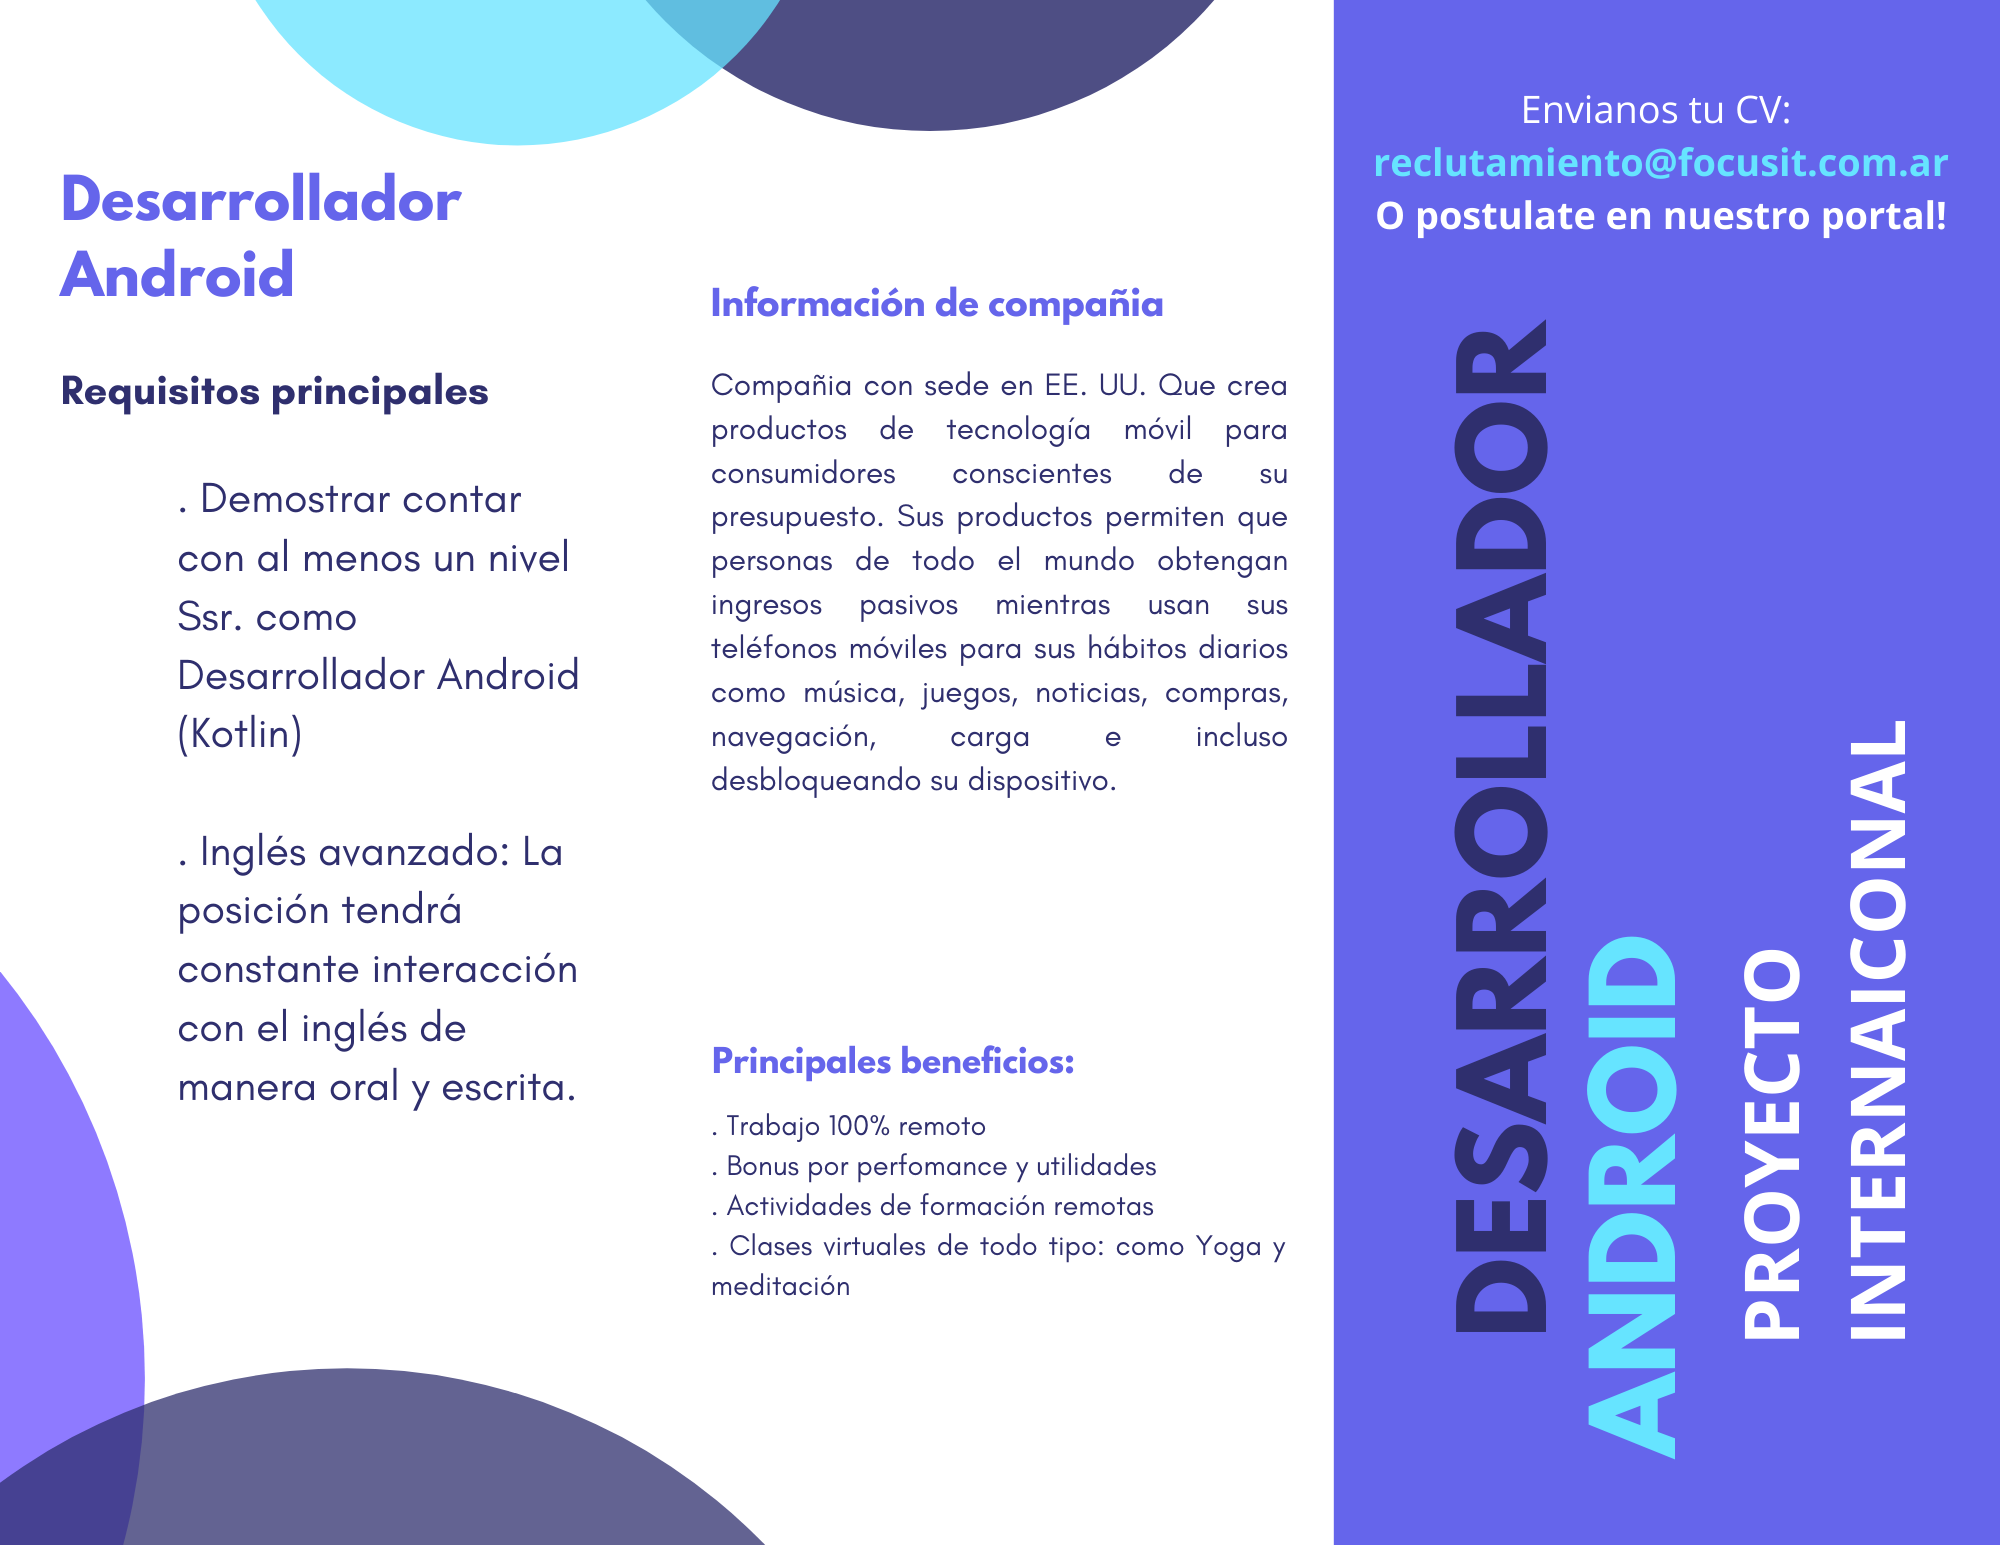 Desarrollador
Android
Requisitos principales
. Demostrar contar
con al menos un nivel
Ssr. como
Desarrollador Android
(Kotlin)
. Inglés avanzado: La
posición tendrá
constante interacción
con el inglés de
manera oral y escrita.
Información de compañia
Compañia con sede en EE. UU. Que crea
productos de tecnología móvil para
consumidores conscientes de su
presupuesto. Sus productos permiten que
personas de todo el mundo obtengan
ingresos pasivos mientras usan sus
teléfonos móviles para sus hábitos diarios
como música, juegos, noticias, compras,
navegación, carga e incluso
desbloqueando su dispositivo.
Principales beneficios:
. Trabajo 100% remoto
. Bonus por perfomance y utilidades
. Actividades de formación remotas
. Clases virtuales de todo tipo: como Yoga y
meditación
Envianos tu CV:
reclutamiento@focusit.com.ar
O postulate en nuestro portal!
DESARROLLADOR
ANDROID
PROYECTO
INTERNAICONAL